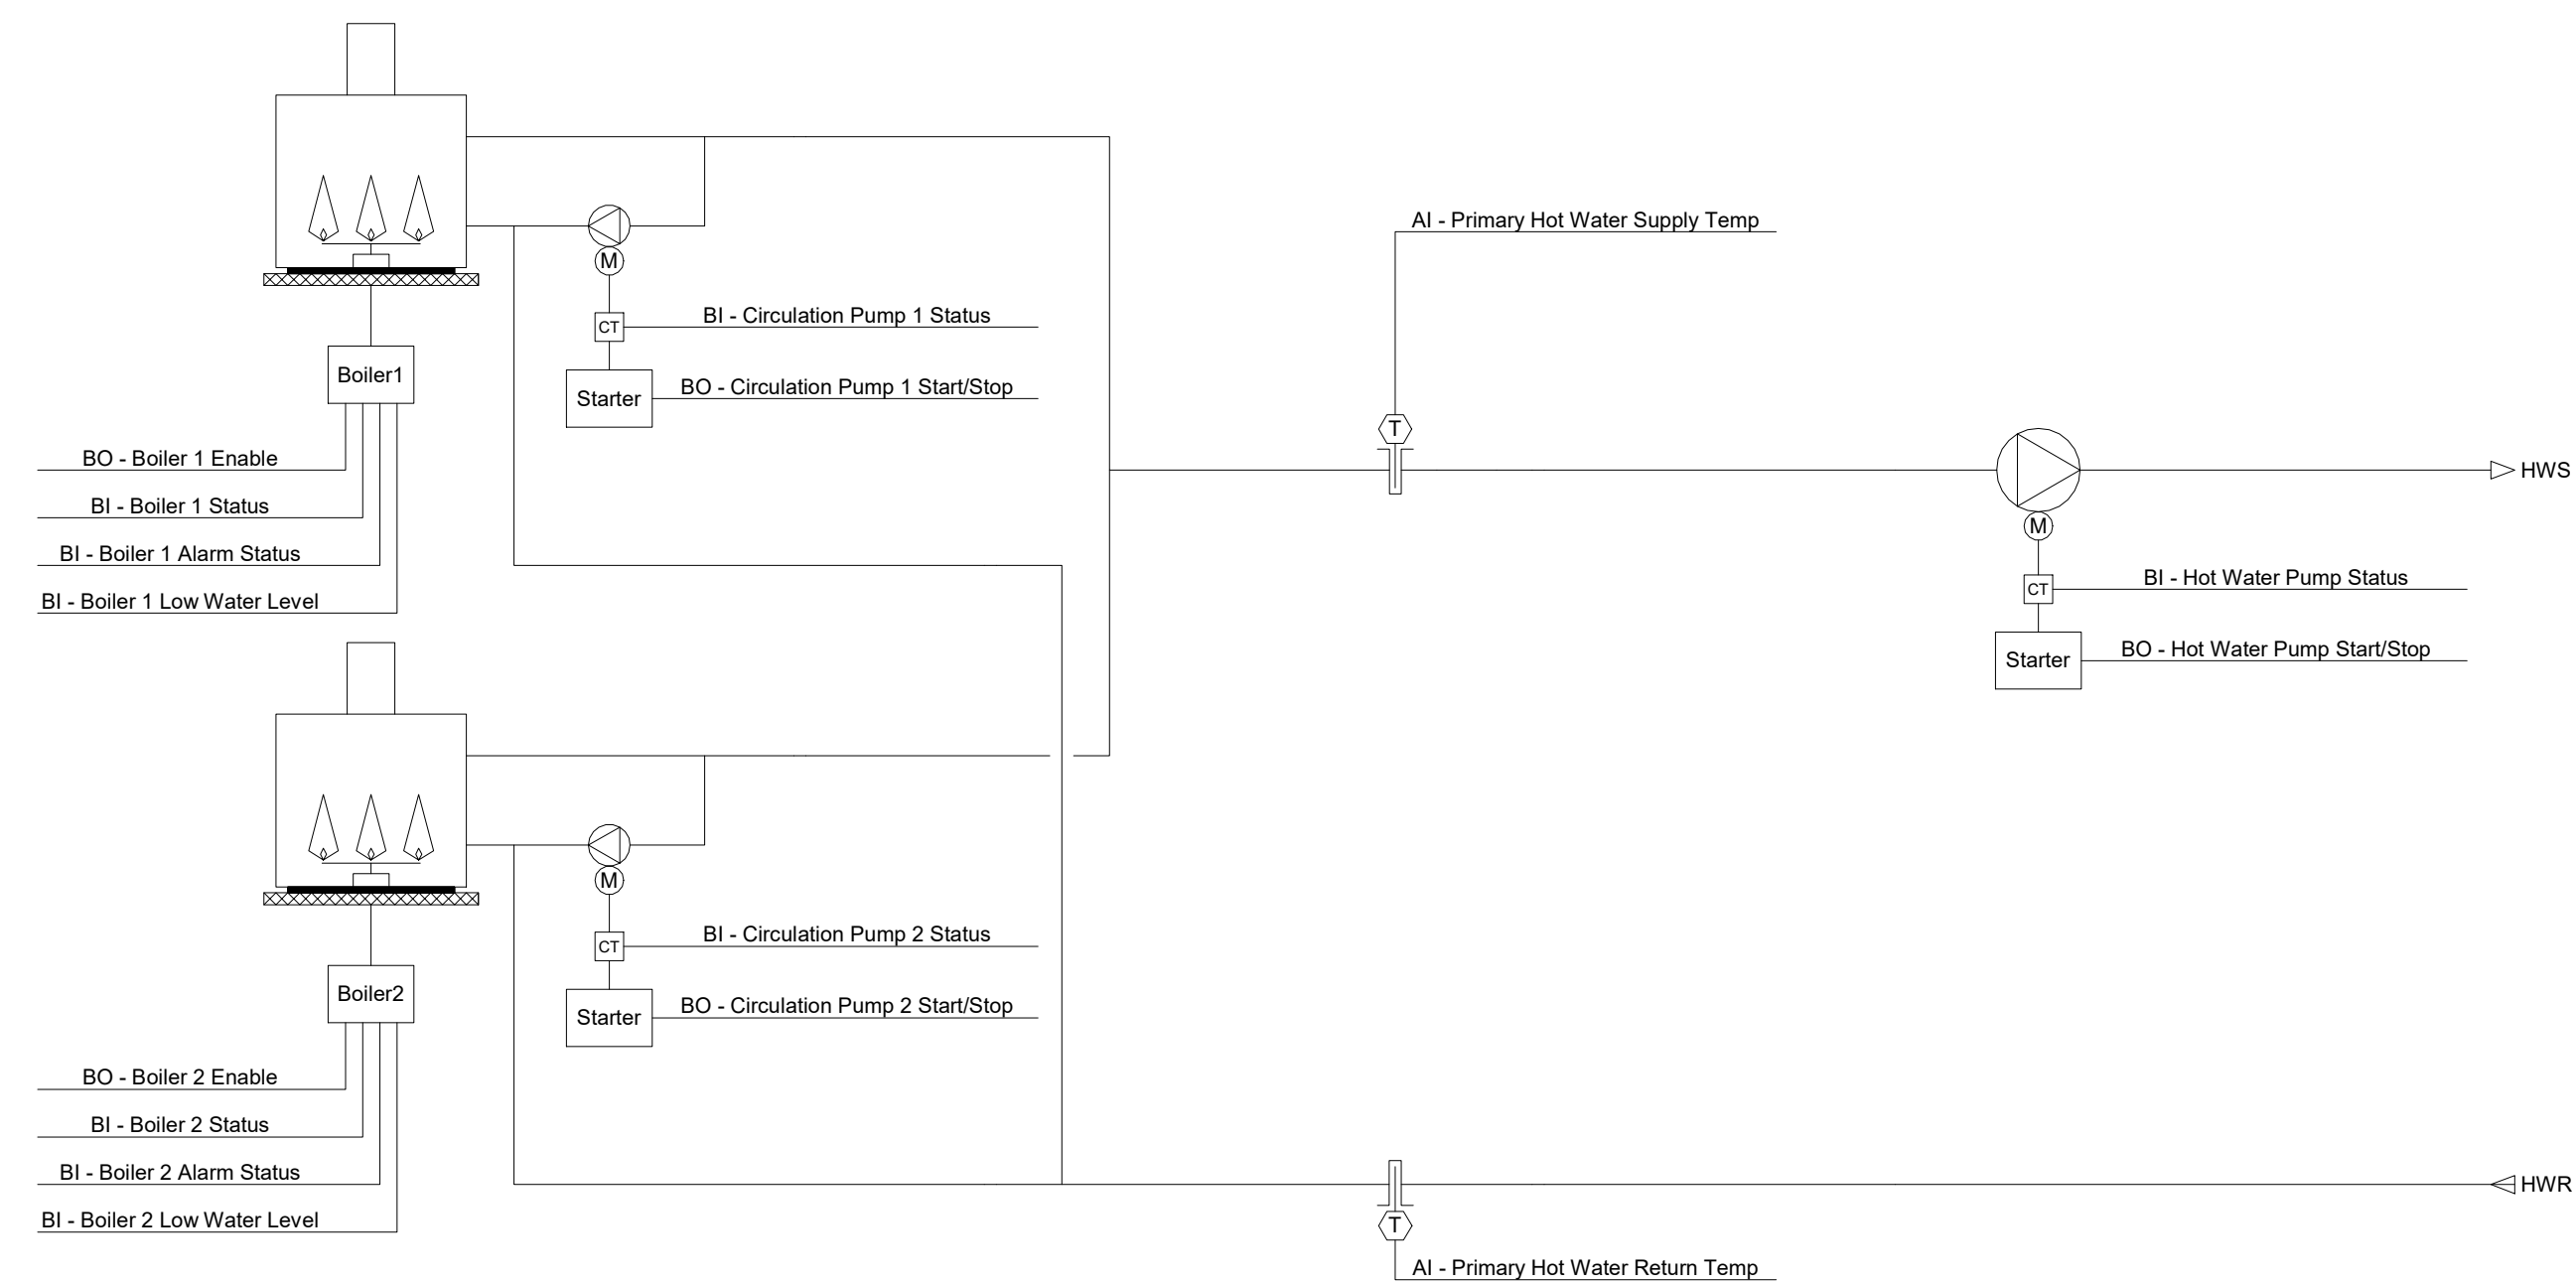 AI - Primary Hot Water Supply Temp
M
BI - Circulation Pump 1 Status
CT
Boiler1
BO - Circulation Pump 1 Start/Stop
Starter
T
BO - Boiler 1 Enable
HWS
BI - Boiler 1 Status
M
BI - Boiler 1 Alarm Status
BI - Hot Water Pump Status
CT
BI - Boiler 1 Low Water Level
BO - Hot Water Pump Start/Stop
Starter
M
BI - Circulation Pump 2 Status
CT
Boiler2
BO - Circulation Pump 2 Start/Stop
Starter
BO - Boiler 2 Enable
BI - Boiler 2 Status
BI - Boiler 2 Alarm Status
HWR
BI - Boiler 2 Low Water Level
T
AI - Primary Hot Water Return Temp